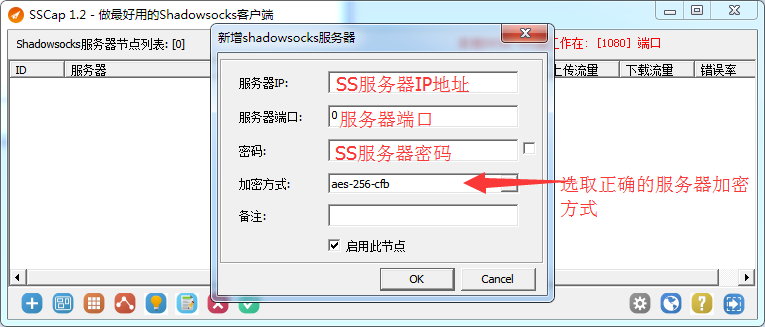 SSCap 1.2 - 做最好用的Shadowsocks客户端
Shadowsocks服务器节点列表: [0]
工作在: [1080] 端口
ID 服务器 上传流量 下载流量 错误率
新增shadowsocks服务器
服务器IP: SS服务器IP地址
服务器端口: 0 服务器端口
密码: SS服务器密码
加密方式: aes-256-cfb
选取正确的服务器加密
方式
备注:
启用此节点
OK Cancel